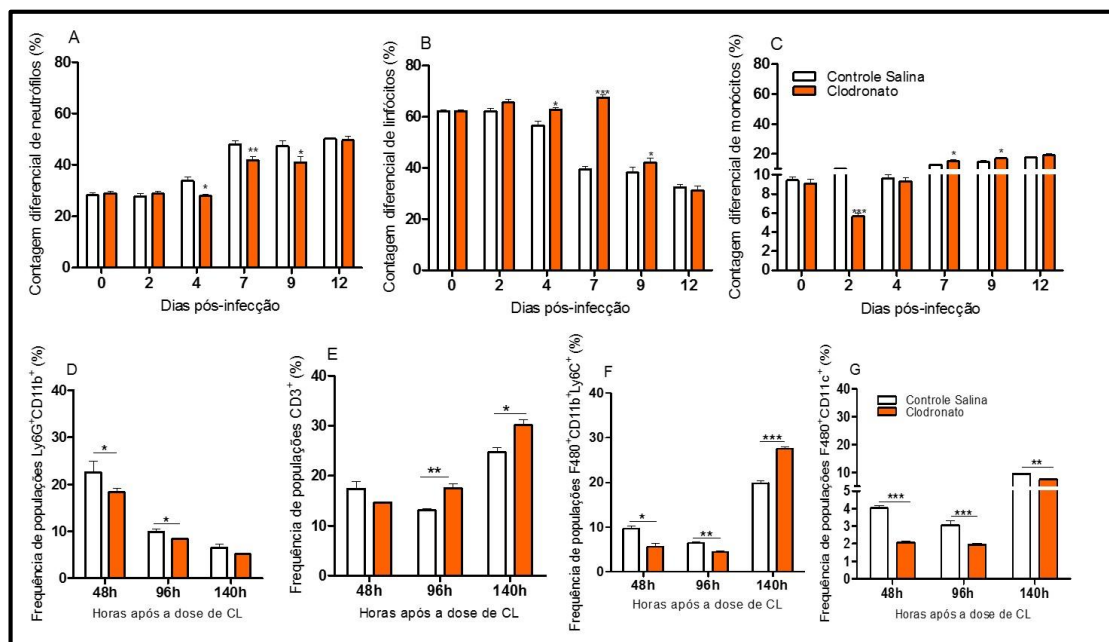 A
Contagem diferencial de neutrófilos (%)
80
60
40
20
0
** * *
0 2 4 7 9 12
Dias pós-infecção
B
Contagem diferencial de linfócitos (%)
80
60
40
20
0
* *** *
0 2 4 7 9 12
Dias pós-infecção
C
Contagem diferencial de monócitos (%)
80
60
40
20
10
8
6
4
2
0
Controle Salina
Clodronato
*** * *
0 2 4 7 9 12
Dias pós-infecção
D
Frequência de populações Ly6G⁺CD11b⁺ (%)
40
30
20
10
0
* *
48h 96h 140h
Horas após a dose de CL
E
Frequência de populações CD3⁺ (%)
40
30
20
10
0
** *
48h 96h 140h
Horas após a dose de CL
F
Frequência de populações F480⁺CD11b⁺Ly6C⁺ (%)
40
30
20
10
0
* ** ***
48h 96h 140h
Horas após a dose de CL
G
Frequência de populações F480⁺CD11c⁺ (%)
40
30
20
10
5
4
3
2
1
0
Controle Salina
Clodronato
*** *** **
48h 96h 140h
Horas após a dose de CL